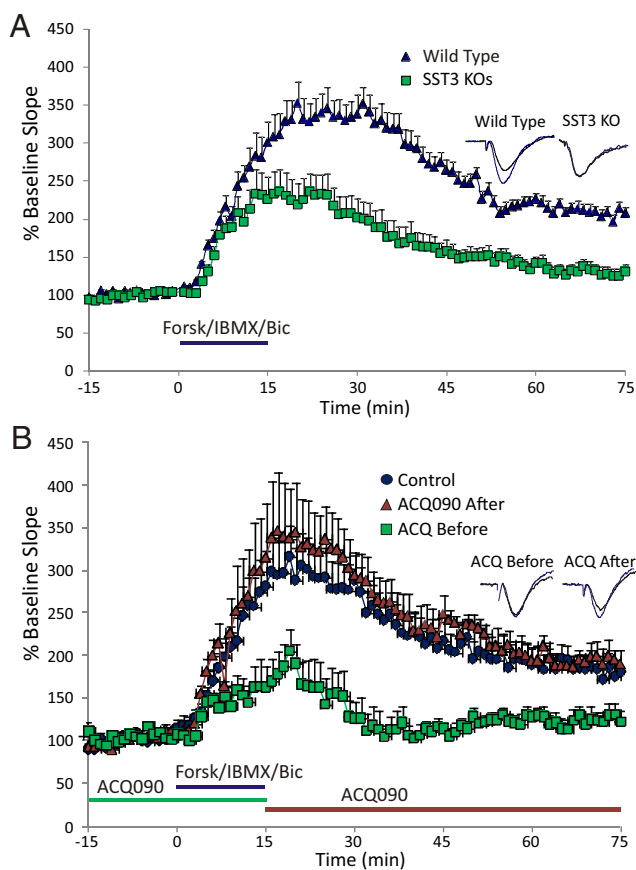 A
450
400
350
300
250
200
150
100
50
0
% Baseline Slope
Wild Type
SST3 KOs
Wild Type SST3 KO
Forsk/IBMX/Bic
-15 0 15 30 45 60 75
Time (min)
B
450
400
350
300
250
200
150
100
50
0
% Baseline Slope
Control
ACQ090 After
ACQ Before
ACQ Before ACQ After
Forsk/IBMX/Bic
ACQ090
ACQ090
-15 0 15 30 45 60 75
Time (min)